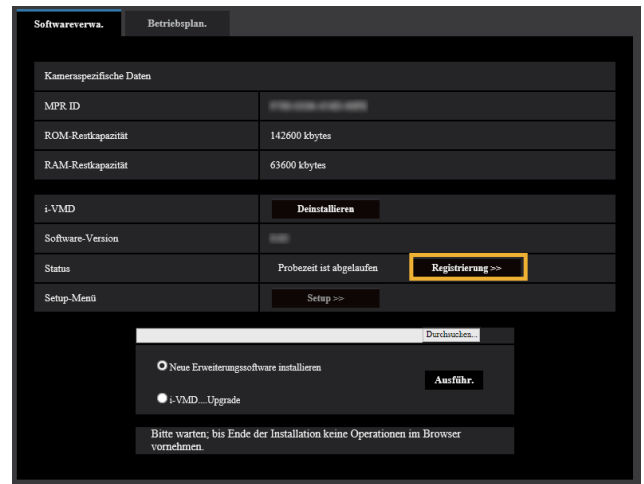 Softwareverwa. Betriebsplan.
Kameraspezifische Daten
MPR ID
ROM-Restkapazität 142600 kbytes
RAM-Restkapazität 63600 kbytes
i-VMD Deinstallieren
Software-Version
Status Probezeit ist abgelaufen Registrierung >>
Setup-Menü Setup >>
Durchsuchen...
Neue Erweiterungssoftware installieren
Ausführ.
i-VMD....Upgrade
Bitte warten; bis Ende der Installation keine Operationen im Browser
vornehmen.